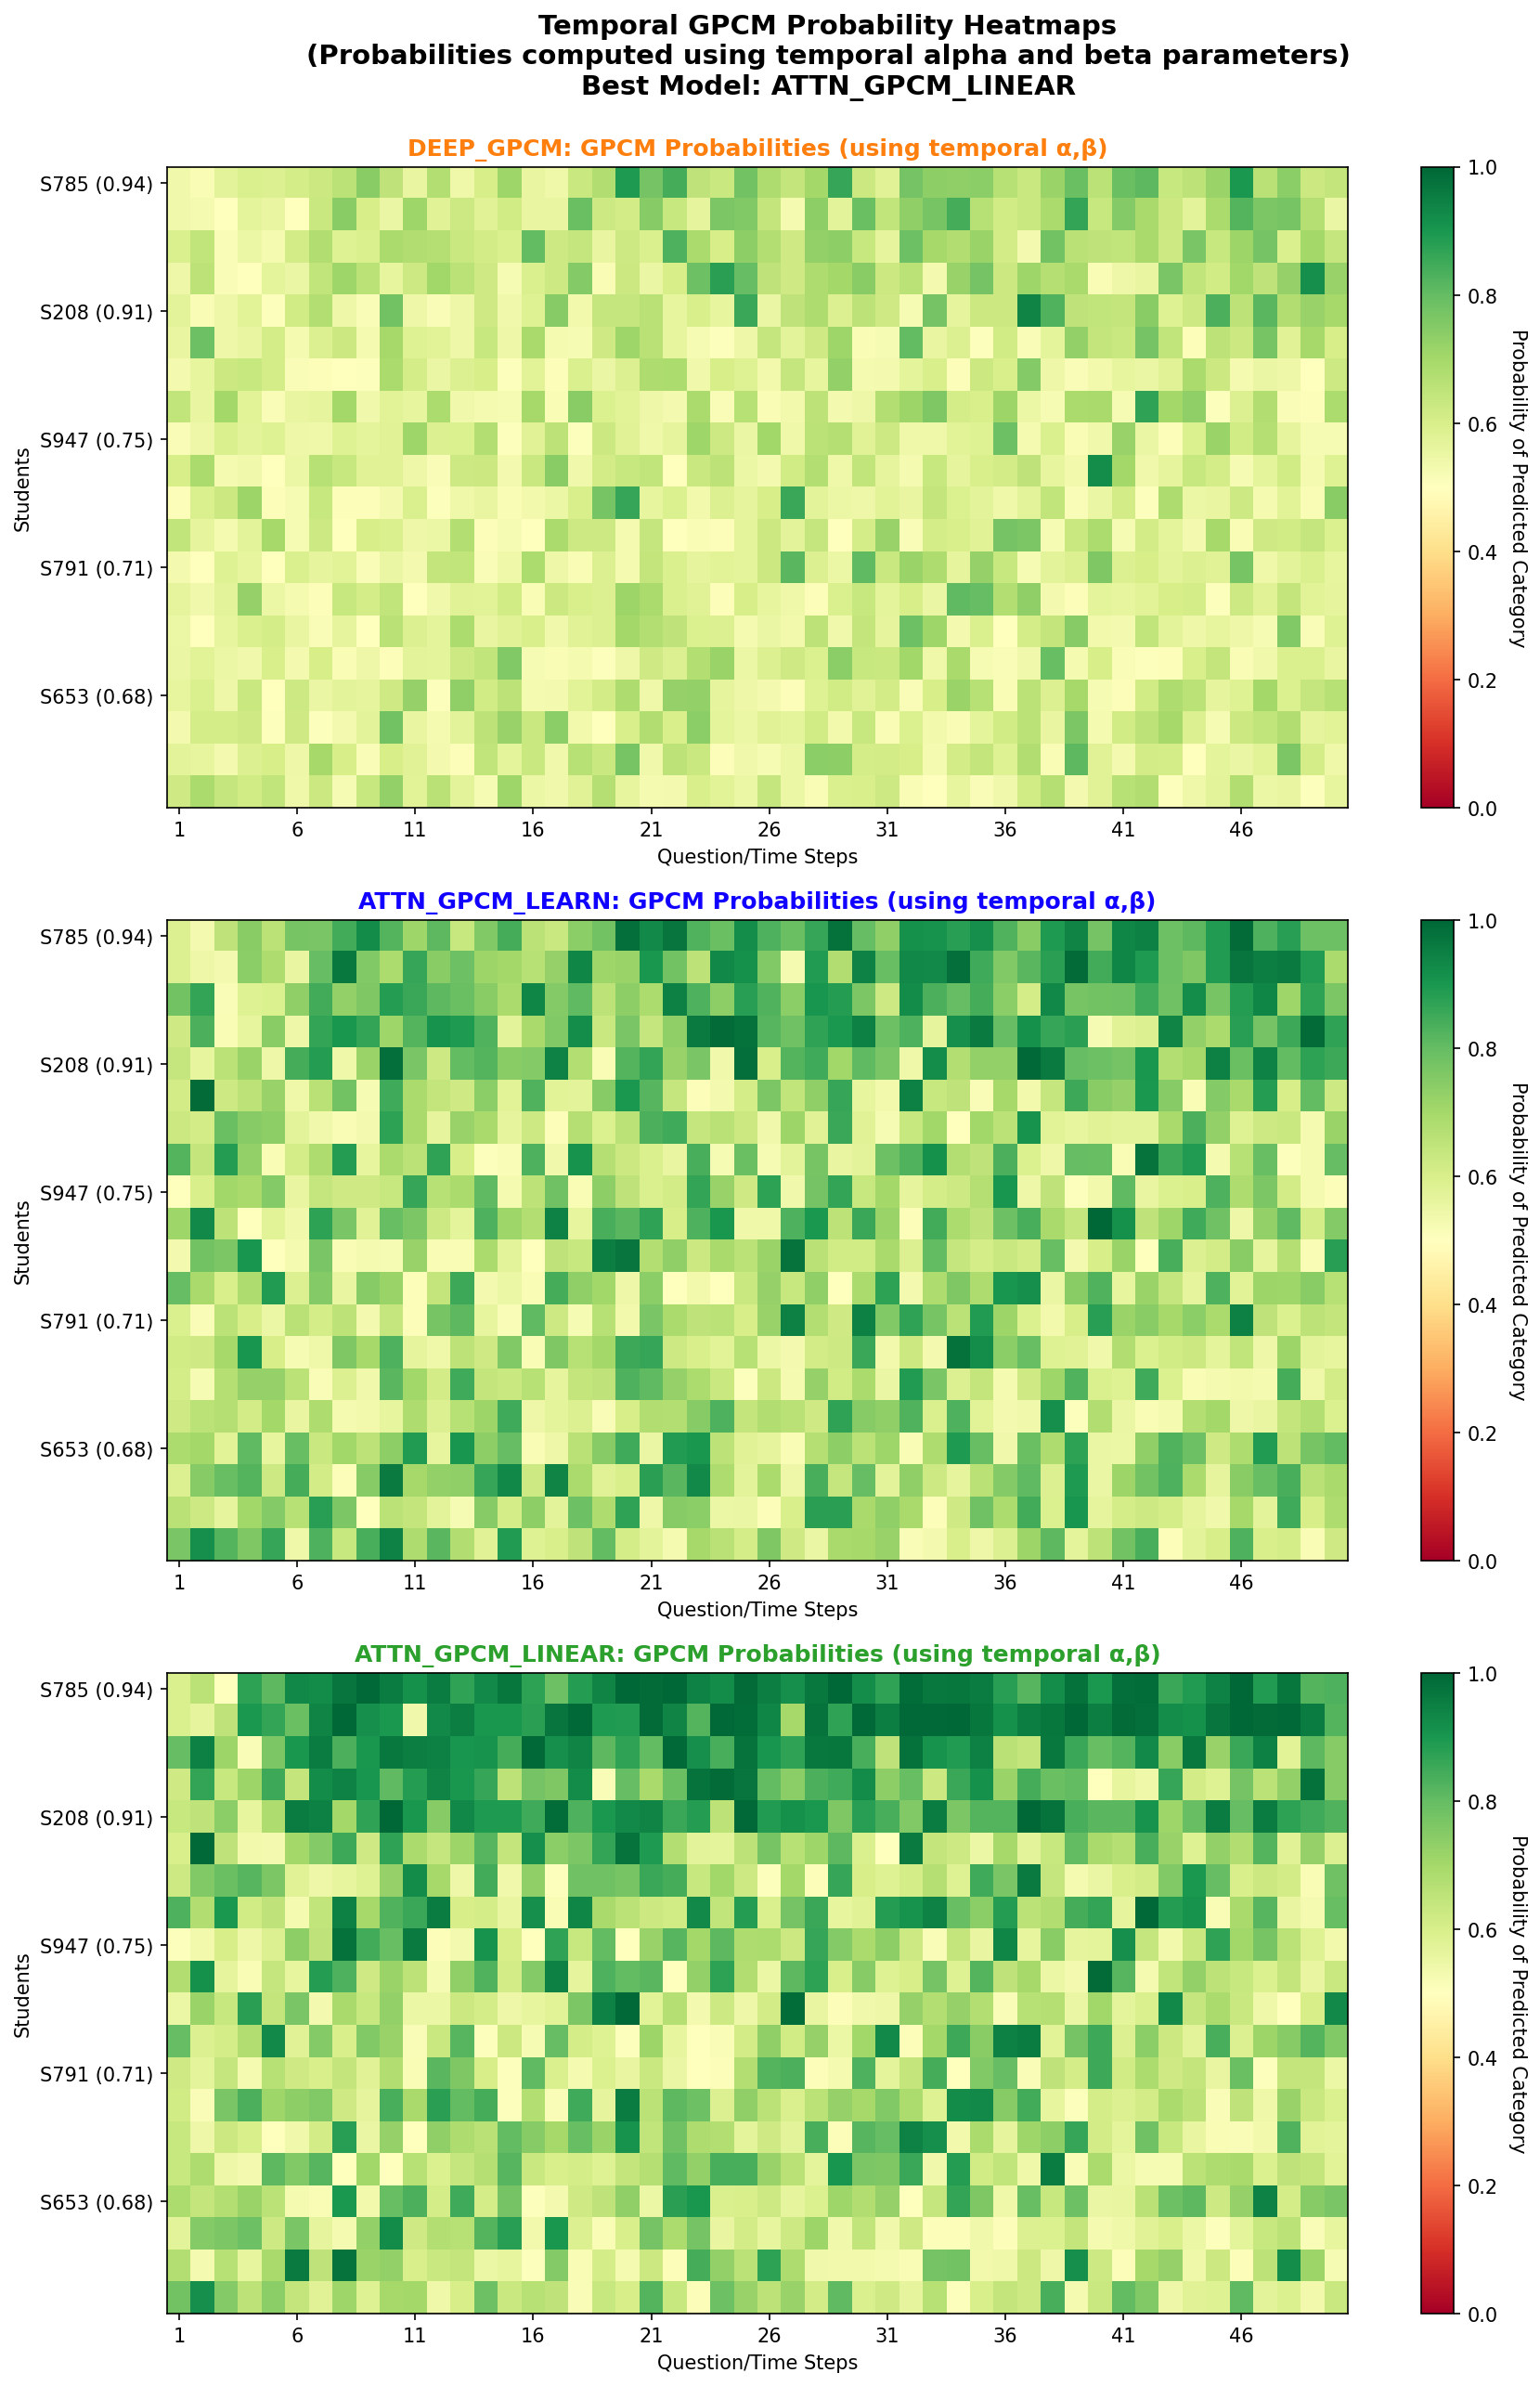 Temporal GPCM Probability Heatmaps
(Probabilities computed using temporal alpha and beta parameters)
Best Model: ATTN_GPCM_LINEAR
DEEP_GPCM: GPCM Probabilities (using temporal α,β)
S785 (0.94)
S208 (0.91)
S947 (0.75)
S791 (0.71)
S653 (0.68)
Students
1 6 11 16 21 26 31 36 41 46
Question/Time Steps
1.0
0.8
0.6
0.4
0.2
0.0
Probability of Predicted Category
ATTN_GPCM_LEARN: GPCM Probabilities (using temporal α,β)
S785 (0.94)
S208 (0.91)
S947 (0.75)
S791 (0.71)
S653 (0.68)
Students
1 6 11 16 21 26 31 36 41 46
Question/Time Steps
1.0
0.8
0.6
0.4
0.2
0.0
Probability of Predicted Category
ATTN_GPCM_LINEAR: GPCM Probabilities (using temporal α,β)
S785 (0.94)
S208 (0.91)
S947 (0.75)
S791 (0.71)
S653 (0.68)
Students
1 6 11 16 21 26 31 36 41 46
Question/Time Steps
1.0
0.8
0.6
0.4
0.2
0.0
Probability of Predicted Category